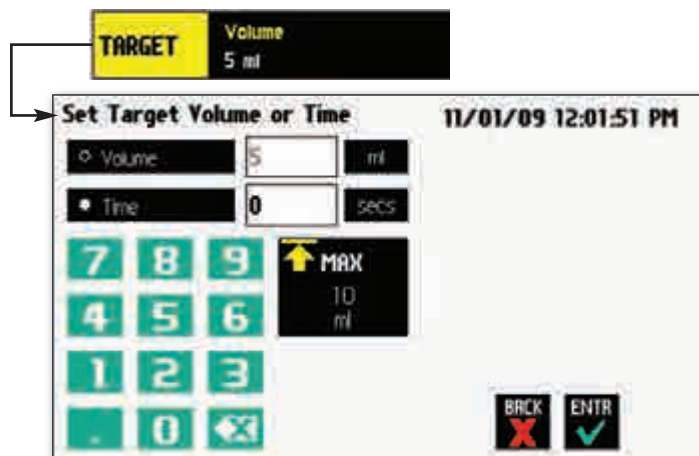 TARGET Volume
5 ml
Set Target Volume or Time 11/01/09 12:01:51 PM
Volume 5 ml
Time 0 secs
7 8 9 MAX
10
4 5 6 ml
1 2 3
. 0 X
BACK ENTR
X